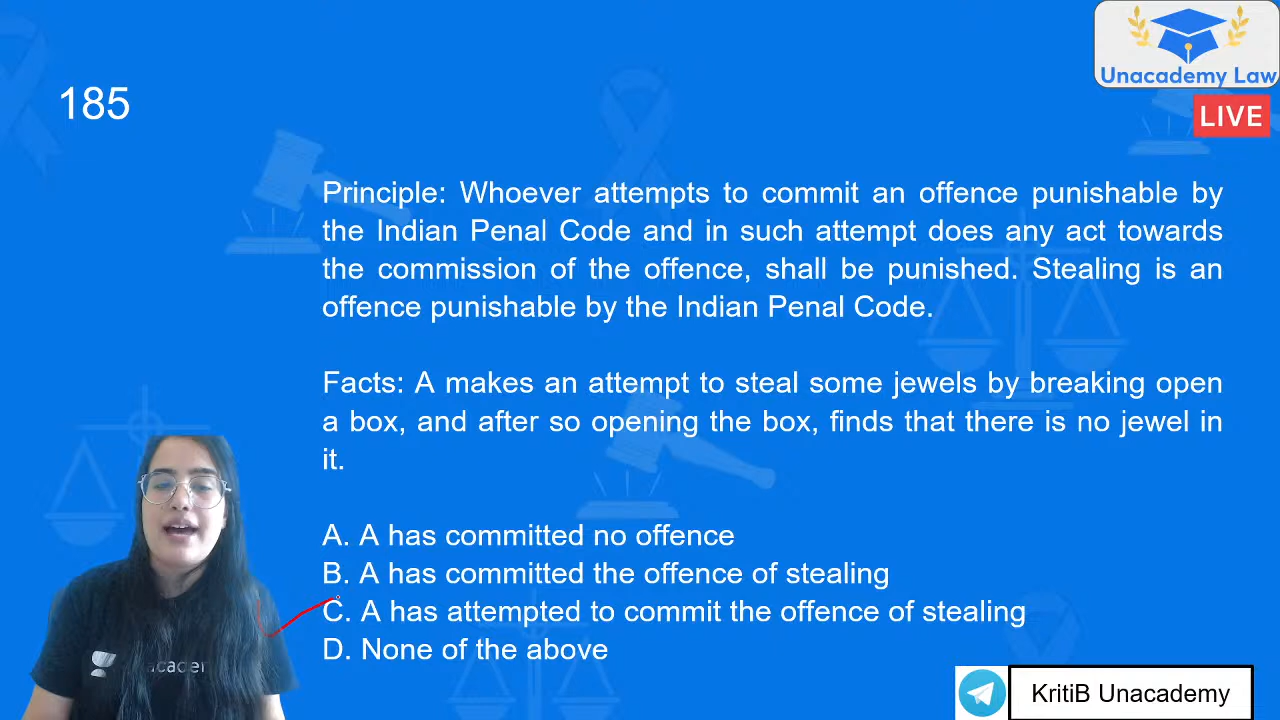 Unacademy Law
LIVE
185
Principle: Whoever attempts to commit an offence punishable by
the Indian Penal Code and in such attempt does any act towards
the commission of the offence, shall be punished. Stealing is an
offence punishable by the Indian Penal Code.
Facts: A makes an attempt to steal some jewels by breaking open
a box, and after so opening the box, finds that there is no jewel in
it.
A. A has committed no offence
B. A has committed the offence of stealing
C. A has attempted to commit the offence of stealing
D. None of the above
KritiB Unacademy